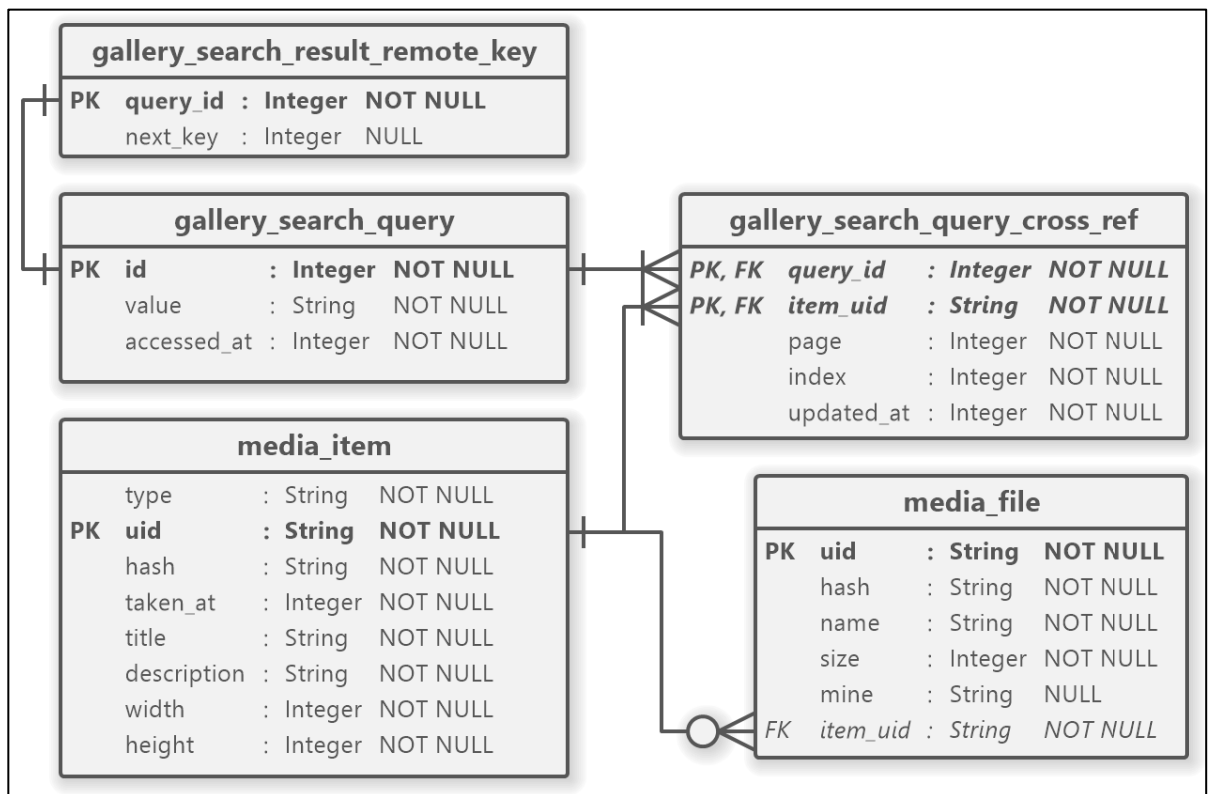 gallery_search_result_remote_key
PK query_id : Integer NOT NULL
next_key : Integer NULL
gallery_search_query
PK id : Integer NOT NULL
value : String NOT NULL
accessed_at : Integer NOT NULL
gallery_search_query_cross_ref
PK, FK query_id : Integer NOT NULL
PK, FK item_uid : String NOT NULL
page : Integer NOT NULL
index : Integer NOT NULL
updated_at : Integer NOT NULL
media_item
type : String NOT NULL
PK uid : String NOT NULL
hash : String NOT NULL
taken_at : Integer NOT NULL
title : String NOT NULL
description : String NOT NULL
width : Integer NOT NULL
height : Integer NOT NULL
media_file
PK uid : String NOT NULL
hash : String NOT NULL
name : String NOT NULL
size : Integer NOT NULL
mine : String NULL
FK item_uid : String NOT NULL